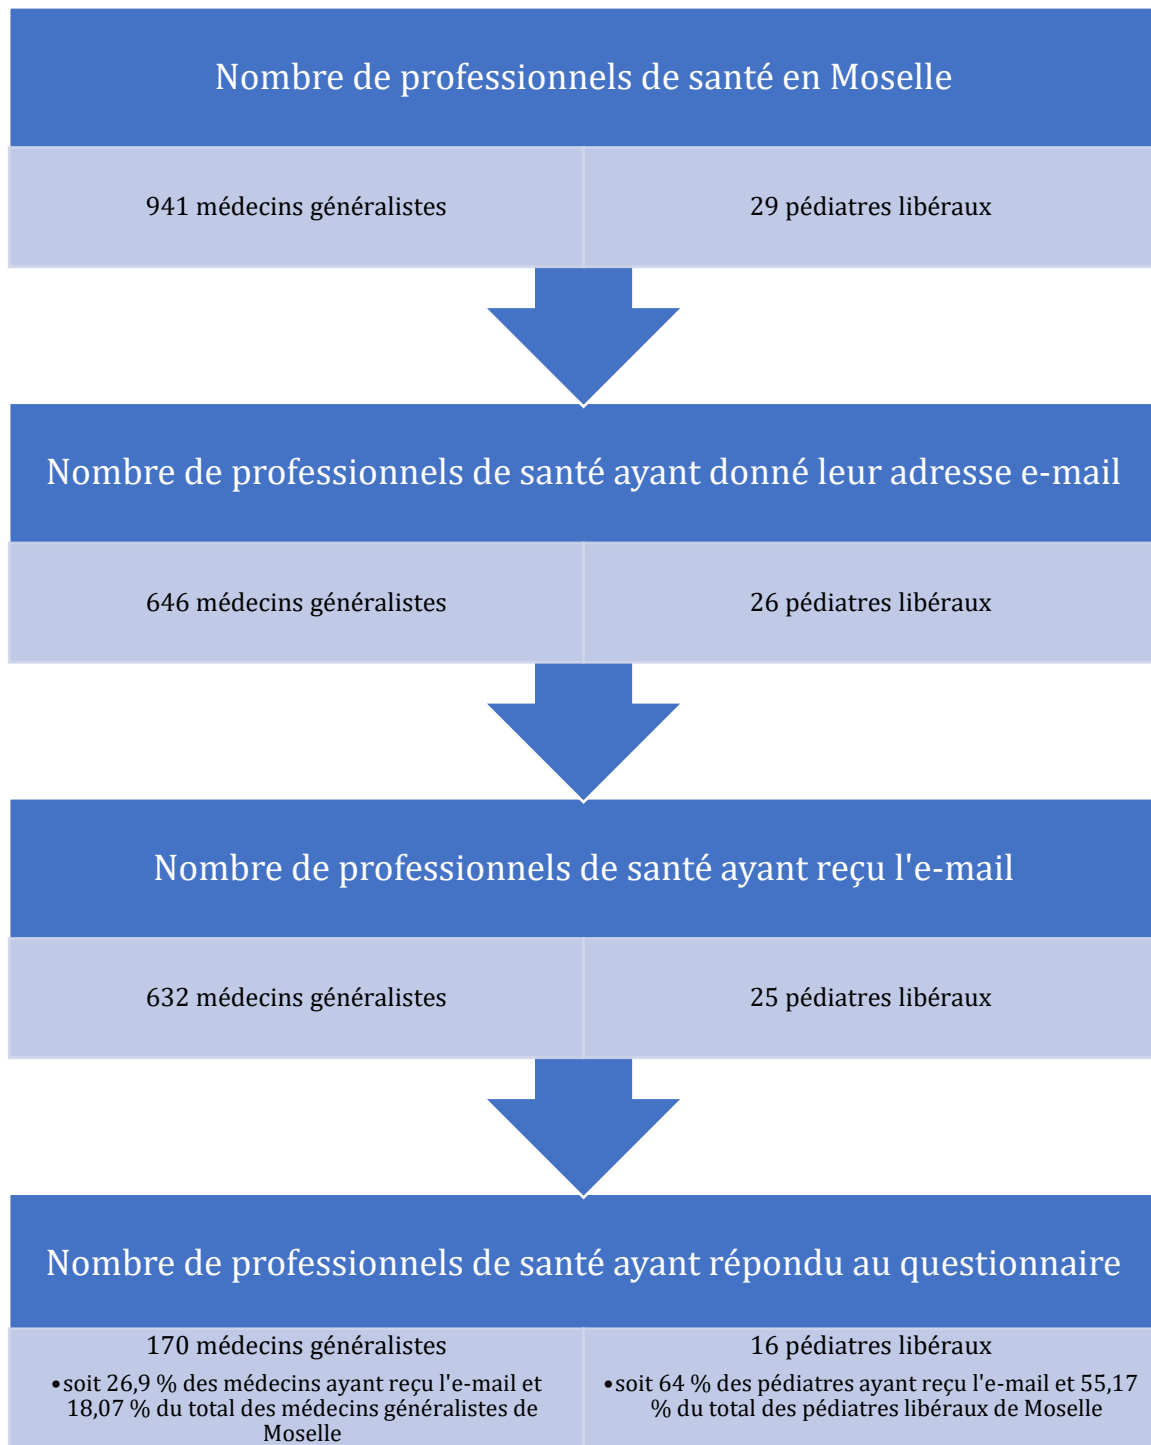 Nombre de professionnels de santé en Moselle
941 médecins généralistes
29 pédiatres libéraux
Nombre de professionnels de santé ayant donné leur adresse e-mail
646 médecins généralistes
26 pédiatres libéraux
Nombre de professionnels de santé ayant reçu l'e-mail
632 médecins généralistes
25 pédiatres libéraux
Nombre de professionnels de santé ayant répondu au questionnaire
170 médecins généralistes
•soit 26,9 % des médecins ayant reçu l'e-mail et
18,07 % du total des médecins généralistes de
Moselle
16 pédiatres libéraux
•soit 64 % des pédiatres ayant reçu l'e-mail et 55,17
% du total des pédiatres libéraux de Moselle